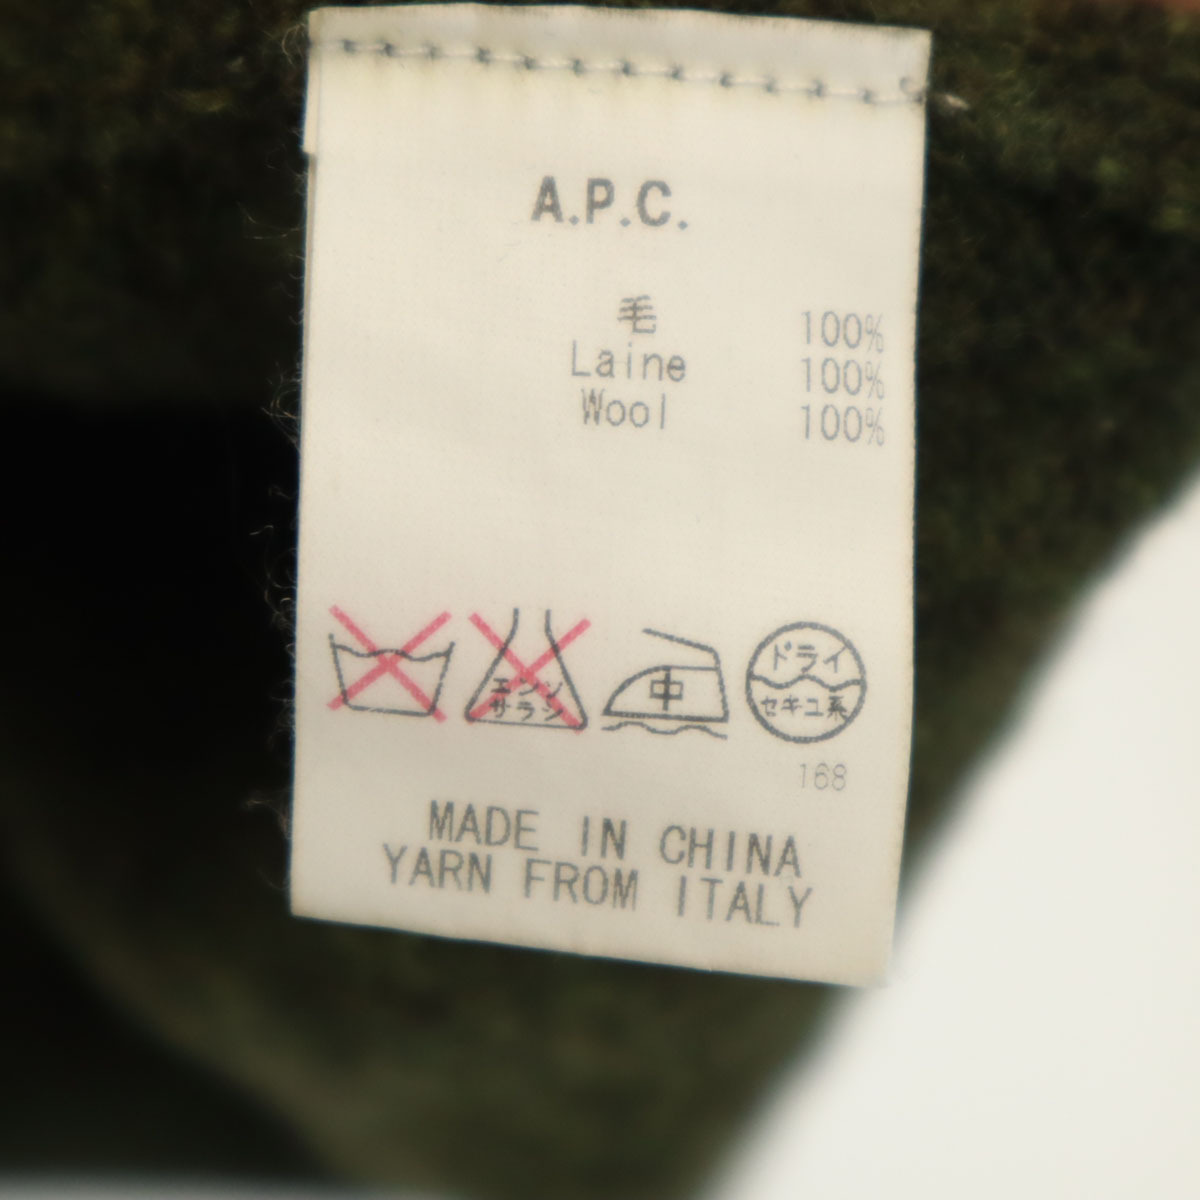 A.P.C.
毛 100%
Laine 100%
Wool 100%
エンソ
サラシ
中
ドライ
セキユ系
168
MADE IN CHINA
YARN FROM ITALY